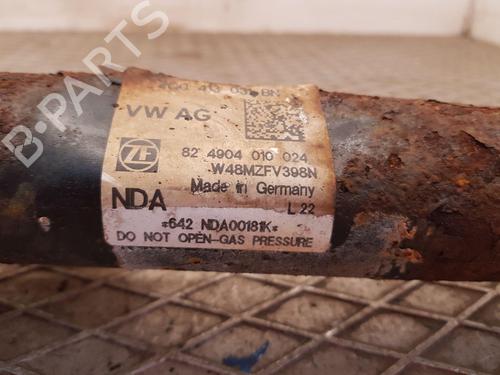 B-PARTS
VW AG
ZF
82 4904 010 024
W48MZFV398N
Made in Germany
NDA
L 22
*642 NDA00181K*
DO NOT OPEN-GAS PRESSURE